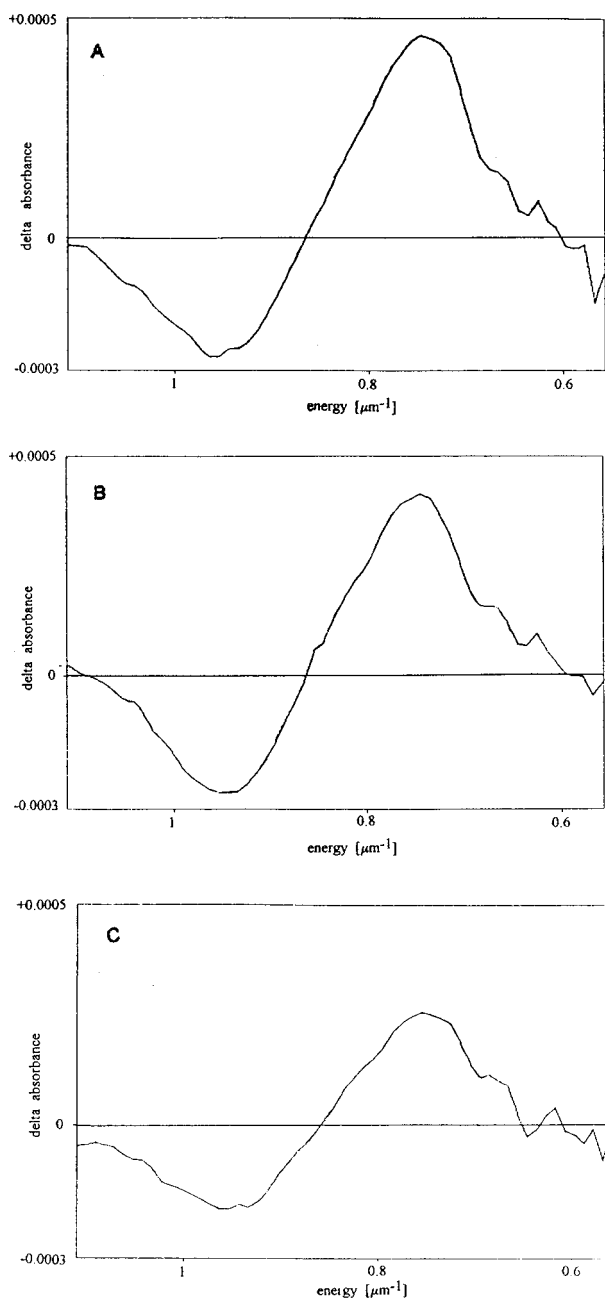 +0.0005
A
delta absorbance
0
-0.0003
1 0.8 0.6
energy [μm⁻¹]
+0.0005
B
delta absorbance
0
-0.0003
1 0.8 0.6
energy [μm⁻¹]
+0.0005
C
delta absorbance
0
-0.0003
1 0.8 0.6
energy [μm⁻¹]